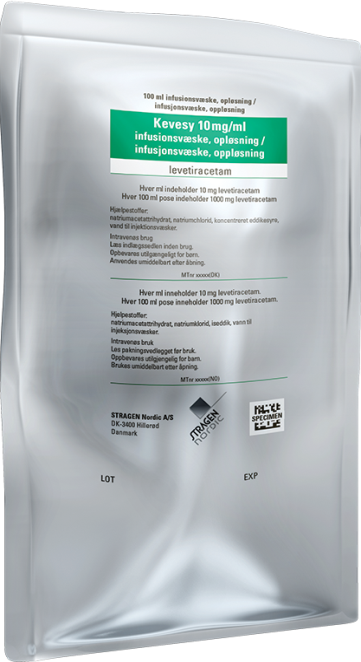 100 ml infusionsvæske, opløsning /
infusjonsvæske, oppløsning
Kevesy 10 mg/ml
infusionsvæske, opløsning /
infusjonsvæske, oppløsning
levetiracetam
Hver ml indeholder 10 mg levetiracetam
Hver 100 ml pose indeholder 1000 mg levetiracetam
Hjælpestoffer:
natriumacetattrihydrat, natriumchlorid, koncentreret eddikesyre,
vand til injektionsvæsker.
Intravenøs brug
Læs indlægssedlen inden brug.
Opbevares utilgængeligt for børn.
Anvendes umiddelbart efter åbning.
MTnr xxxxx(DK)
Hver ml inneholder 10 mg levetiracetam.
Hver 100 ml pose inneholder 1000 mg levetiracetam.
Hjelpestoffer:
natriumacetattrihydrat, natriumklorid, iseddik, vann til
injeksjonsvæsker.
Intravenøs bruk
Les pakningsvedlegget før bruk.
Oppbevares utilgjengelig for barn.
Brukes umiddelbart etter åpning.
MTnr xxxxx(NO)
STRAGEN Nordic A/S
DK-3400 Hillerød
Danmark
STRAGEN
nordic
SPECIMEN
LOT
EXP